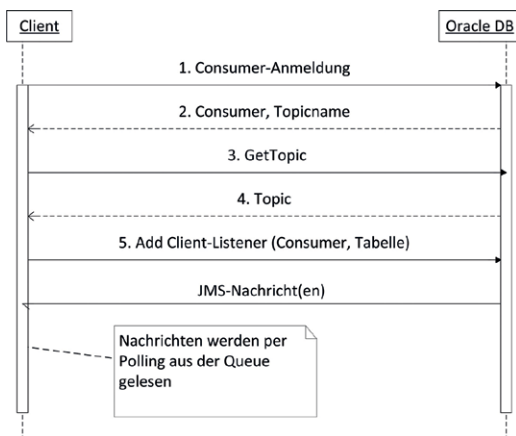 Client
Oracle DB
1. Consumer-Anmeldung
2. Consumer, Topicname
3. GetTopic
4. Topic
5. Add Client-Listener (Consumer, Tabelle)
JMS-Nachricht(en)
Nachrichten werden per
Polling aus der Queue
gelesen